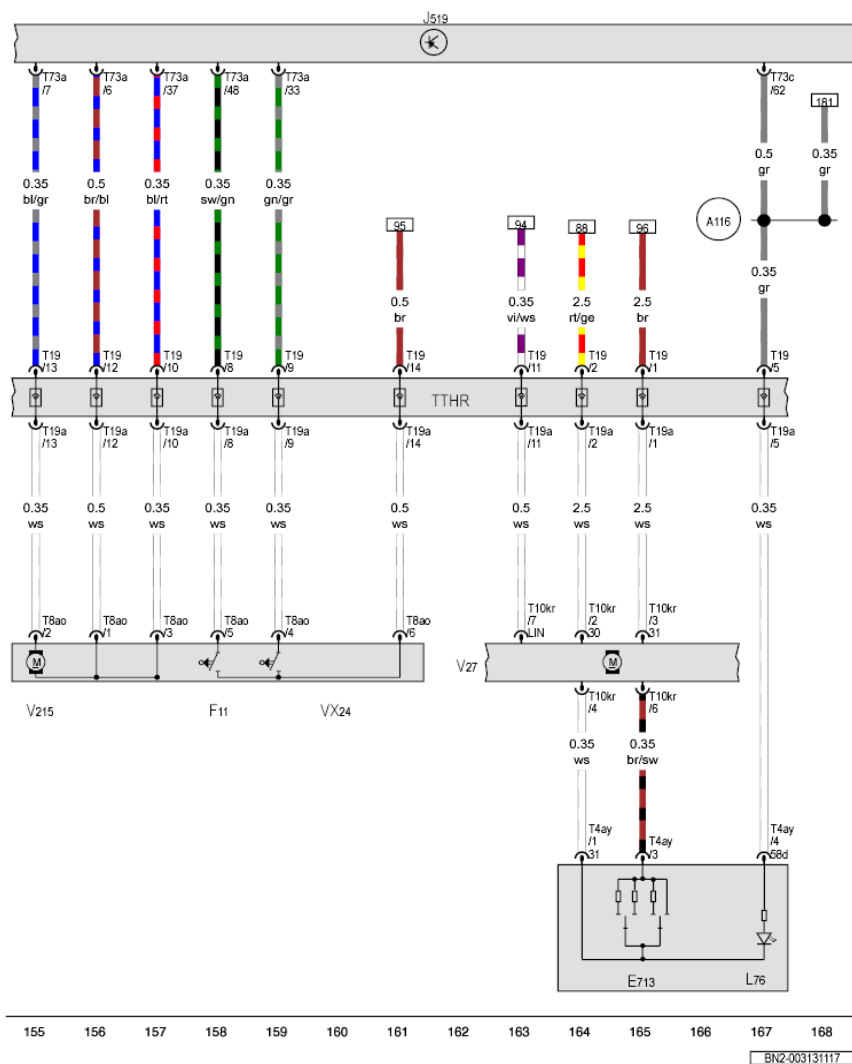 J519
T73a T73a T73a T73a T73a T73c
/7 /6 /37 /48 /33 /62
181
0.35 0.5 0.35 0.35 0.35 0.5 0.35
bl/gr br/bl bl/rt sw/gn gn/gr gr gr
95 94 88 96 A116
0.35
gr
0.5 0.35 2.5 2.5
br vi/ws rt/ge br
T19 T19 T19 T19 T19 T19 T19 T19 T19 T19
/13 /12 /10 /8 /9 /14 /11 /2 /1 /5
TTHR
T19a T19a T19a T19a T19a T19a T19a T19a T19a T19a
/13 /12 /10 /8 /9 /14 /11 /2 /1 /5
0.35 0.5 0.35 0.35 0.35 0.5 0.5 2.5 2.5 0.35
ws ws ws ws ws ws ws ws ws ws
T8ao T8ao T8ao T8ao T8ao T8ao T10kr T10kr T10kr
/2 /1 /3 /5 /4 /6 /7 /2 /3
LIN 30 31
M M
V27
V215 F11 VX24
T10kr T10kr
/4 /6
0.35 0.35
ws br/sw
T4ay T4ay T4ay
/1 /3 /4
31 58d
E713 L76
155 156 157 158 159 160 161 162 163 164 165 166 167 168
BN2-003131117